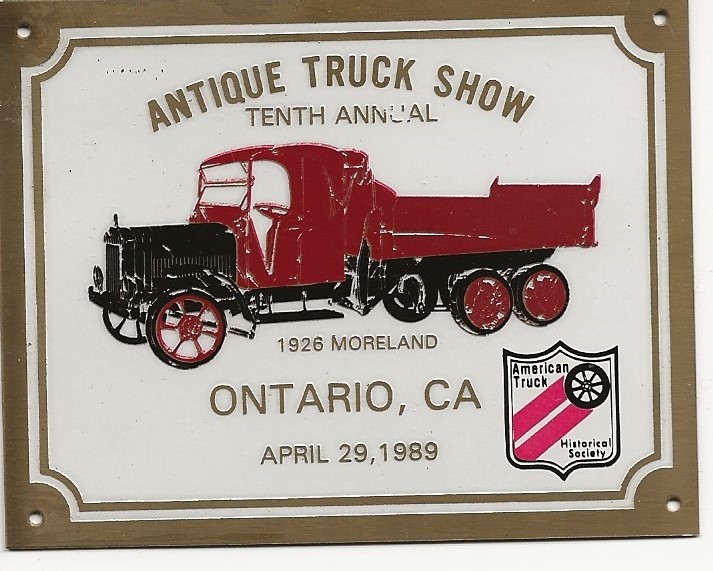 ANTIQUE TRUCK SHOW
TENTH ANNUAL
1926 MORELAND
ONTARIO, CA
APRIL 29,1989
American
Truck
Historical
Society